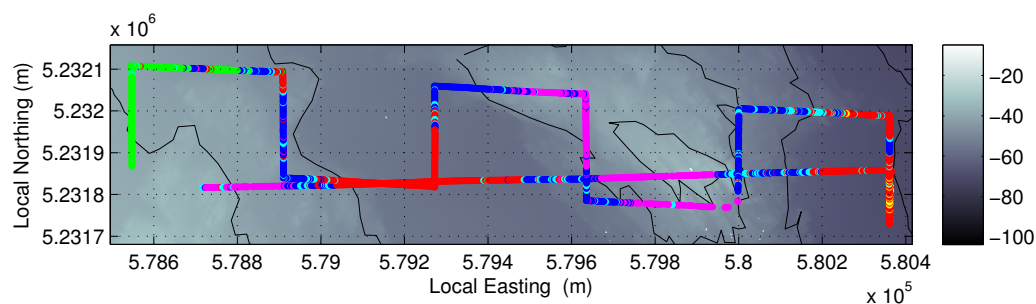 x 10^6
5.2321
5.232
5.2319
5.2318
5.2317
Local Northing (m)
5.786 5.788 5.79 5.792 5.794 5.796 5.798 5.8 5.802 5.804
Local Easting (m)
x 10^5
−20
−40
−60
−80
−100